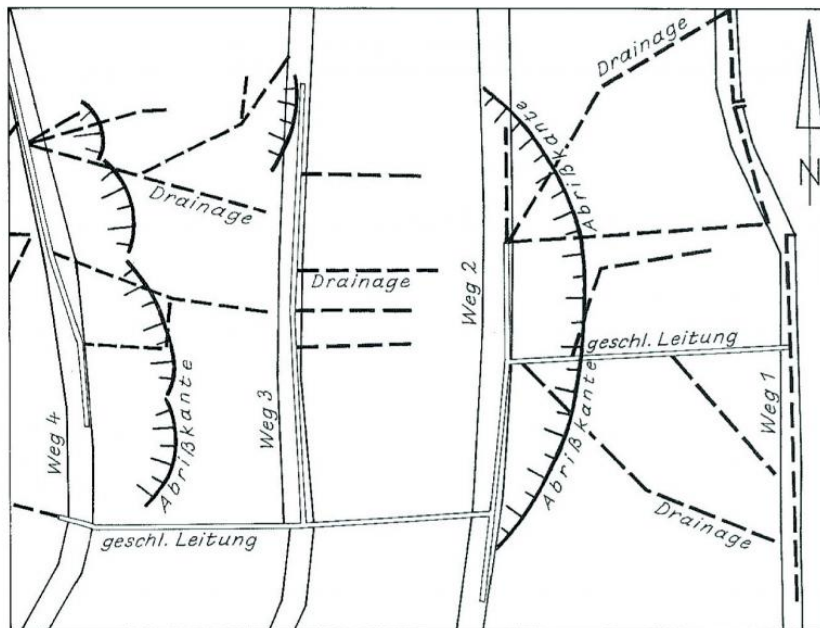 Drainage
N
Drainage
Abrißkante
Abrißkante
Drainage
Weg 2
geschl. Leitung
Weg 3
Weg 1
Weg 4
Abrißkante
Abrißkante
Drainage
geschl. Leitung